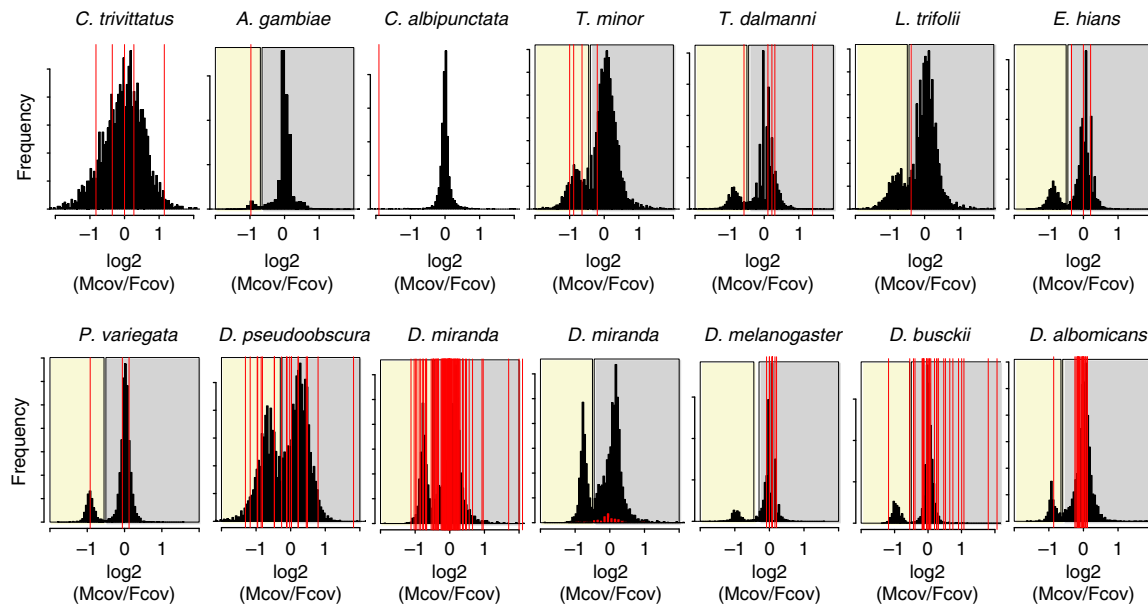 C. trivittatus A. gambiae C. albipunctata T. minor T. dalmanni L. trifolii E. hians
Frequency
−1 0 1 −1 0 1 −1 0 1 −1 0 1 −1 0 1 −1 0 1 −1 0 1
log2 log2 log2 log2 log2 log2 log2
(Mcov/Fcov) (Mcov/Fcov) (Mcov/Fcov) (Mcov/Fcov) (Mcov/Fcov) (Mcov/Fcov) (Mcov/Fcov)
P. variegata D. pseudoobscura D. miranda D. miranda D. melanogaster D. busckii D. albomicans
Frequency
−1 0 1 −1 0 1 −1 0 1 −1 0 1 −1 0 1 −1 0 1 −1 0 1
log2 log2 log2 log2 log2 log2 log2
(Mcov/Fcov) (Mcov/Fcov) (Mcov/Fcov) (Mcov/Fcov) (Mcov/Fcov) (Mcov/Fcov) (Mcov/Fcov)